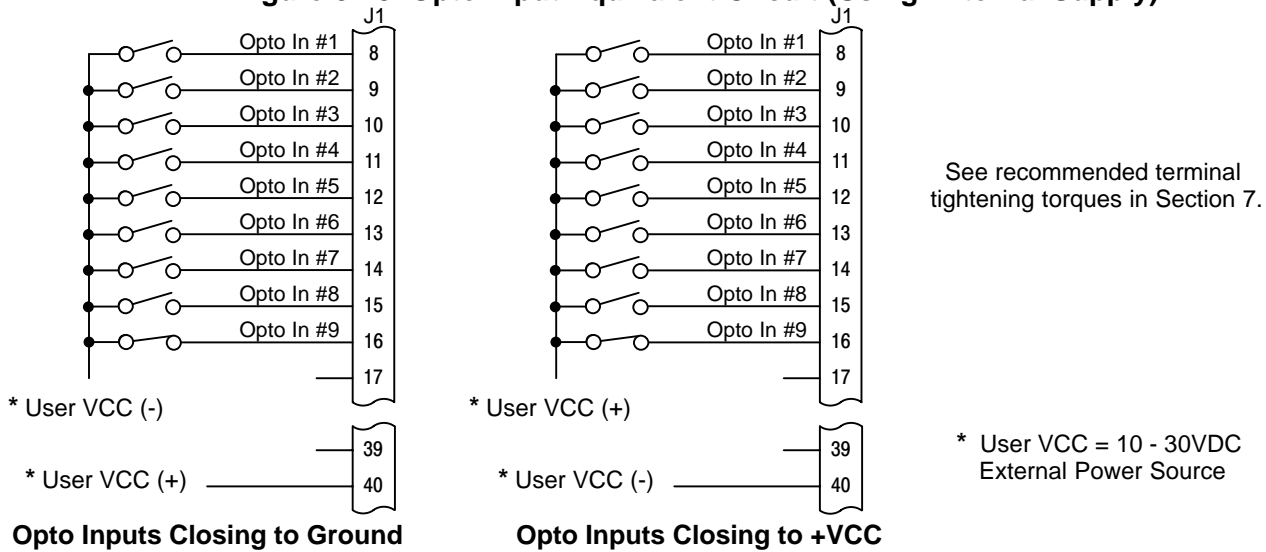 J1 J1
Opto In #1 8 Opto In #1 8
Opto In #2 9 Opto In #2 9
Opto In #3 10 Opto In #3 10
Opto In #4 11 Opto In #4 11
Opto In #5 12 Opto In #5 12
Opto In #6 13 Opto In #6 13
Opto In #7 14 Opto In #7 14
Opto In #8 15 Opto In #8 15
Opto In #9 16 Opto In #9 16
17 17
See recommended terminal
tightening torques in Section 7.
* User VCC (-) * User VCC (+)
39 39
* User VCC (+) 40 * User VCC (-) 40
* User VCC = 10 - 30VDC
External Power Source
Opto Inputs Closing to Ground Opto Inputs Closing to +VCC